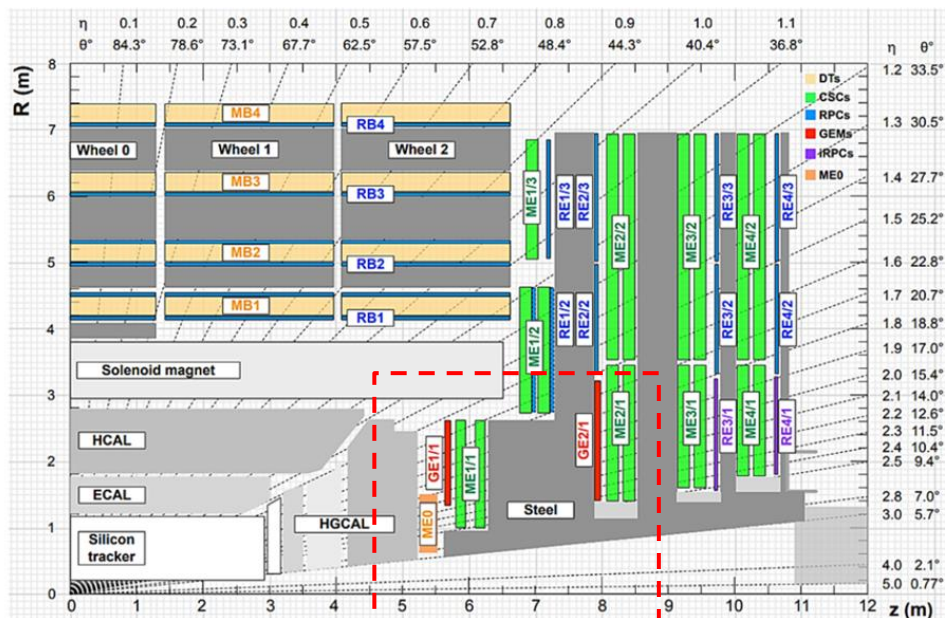 η 0.1 0.2 0.3 0.4 0.5 0.6 0.7 0.8 0.9 1.0 1.1
θ° 84.3° 78.6° 73.1° 67.7° 62.5° 57.5° 52.8° 48.4° 44.3° 40.4° 36.8° η θ°
R (m)
8
7
6
5
4
3
2
1
0
1.2 33.5°
1.3 30.5°
1.4 27.7°
1.5 25.2°
1.6 22.8°
1.7 20.7°
1.8 18.8°
1.9 17.0°
2.0 15.4°
2.1 14.0°
2.2 12.6°
2.3 11.5°
2.4 10.4°
2.5 9.4°
2.8 7.0°
3.0 5.7°
4.0 2.1°
5.0 0.77°
DTs
CSCs
RPCs
GEMs
iRPCs
ME0
MB4
RB4
Wheel 0 Wheel 1 Wheel 2
MB3
RB3
MB2
RB2
MB1
RB1
ME1/3
RE1/3
RE2/3
ME2/2
ME3/2
RE3/3
ME4/2
RE4/3
ME1/2
RE1/2
RE2/2
RE3/2
RE4/2
Solenoid magnet
HCAL
ECAL
Silicon
tracker
HGCAL
GE1/1
ME1/1
ME0
Steel
GE2/1
ME2/1
ME3/1
RE3/1
ME4/1
RE4/1
0 1 2 3 4 5 6 7 8 9 10 11 12
z (m)